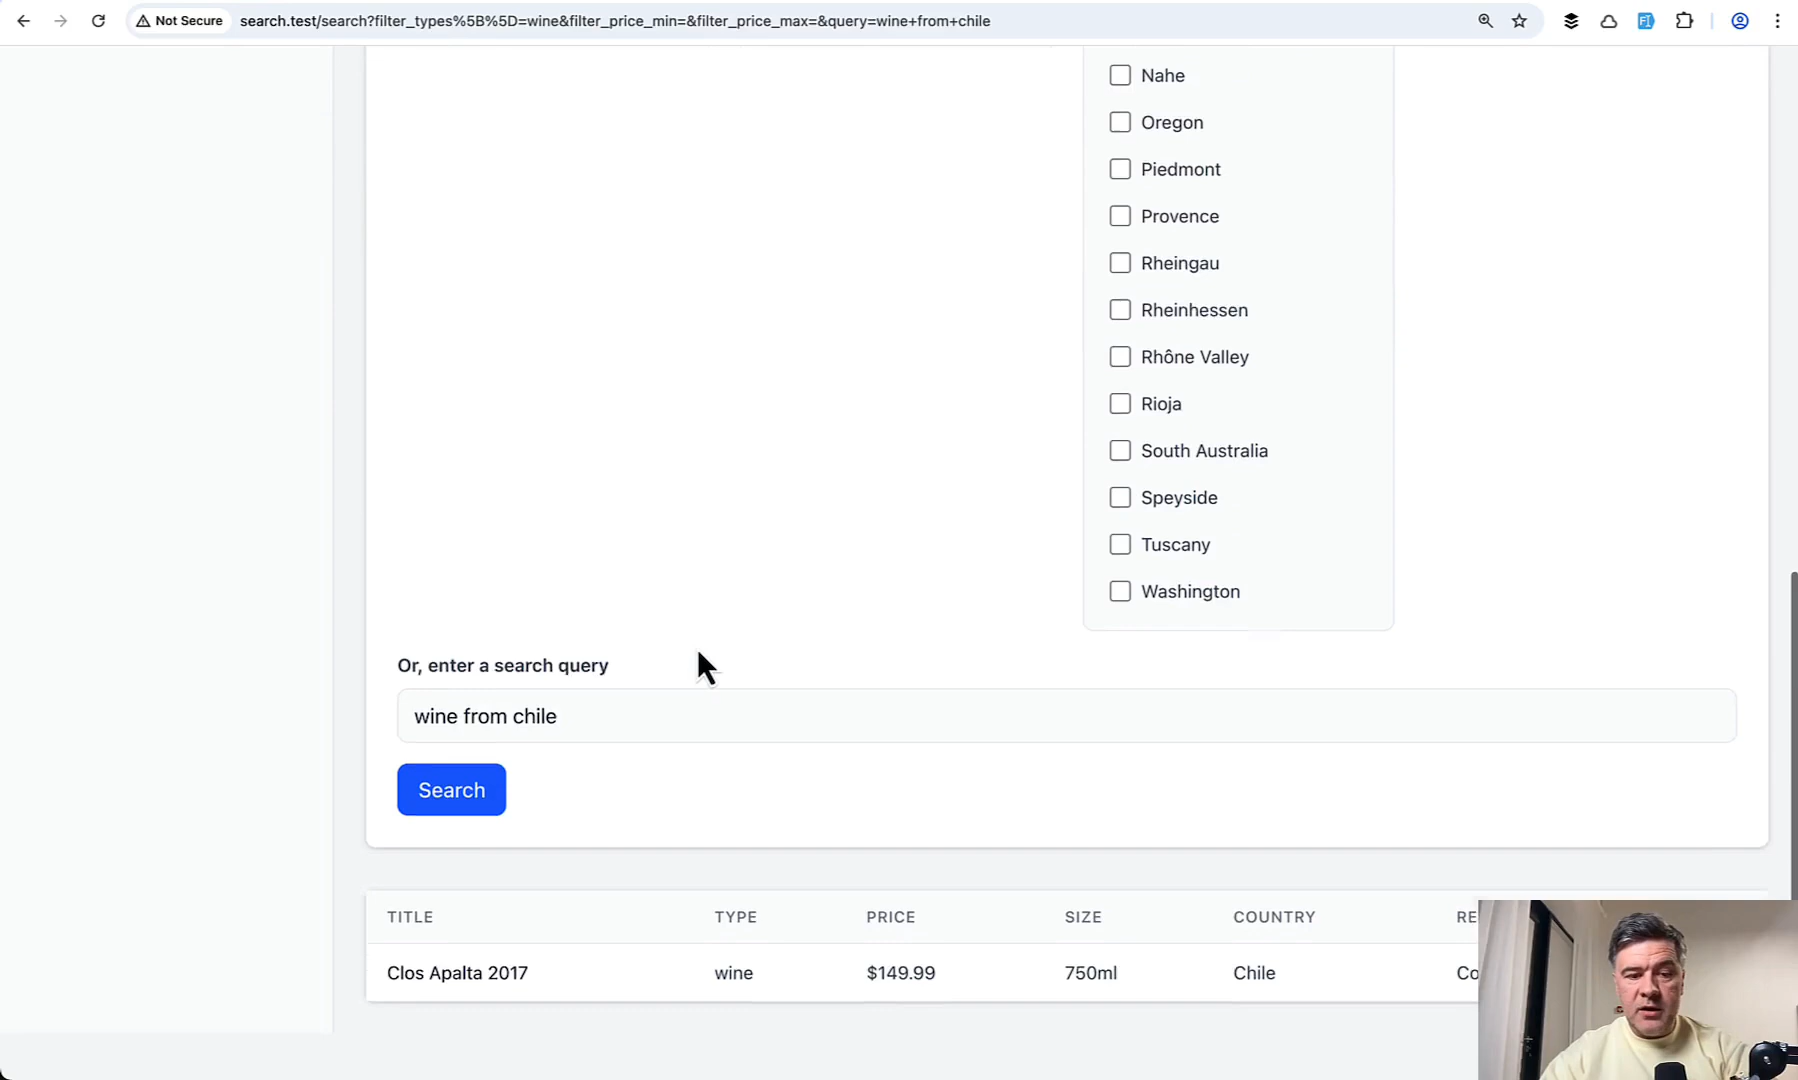 Not Secure
search.test/search?filter_types%5B%5D=wine&filter_price_min=&filter_price_max=&query=wine+from+chile
Nahe
Oregon
Piedmont
Provence
Rheingau
Rheinhessen
Rhône Valley
Rioja
South Australia
Speyside
Tuscany
Washington
Or, enter a search query
wine from chile
Search
TITLE TYPE PRICE SIZE COUNTRY RE
Clos Apalta 2017 wine $149.99 750ml Chile Co